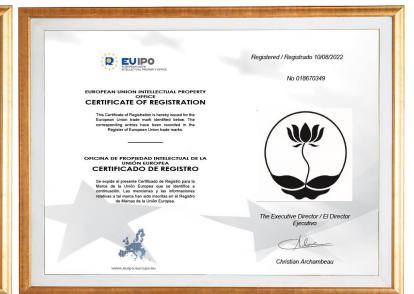 EUIPO
EUROPEAN UNION
INTELLECTUAL PROPERTY OFFICE
EUROPEAN UNION INTELLECTUAL PROPERTY
OFFICE
CERTIFICATE OF REGISTRATION
This Certificate of Registration is hereby issued for the
European Union trade mark identified below. The
corresponding entries have been recorded in the
Register of European Union trade marks.
OFICINA DE PROPIEDAD INTELECTUAL DE LA
UNIÓN EUROPEA
CERTIFICADO DE REGISTRO
Se expide el presente Certificado de Registro para la
Marca de la Unión Europea que se identifica a
continuación. Las menciones y las informaciones
relativas a tal marca han sido inscritas en el Registro
de Marcas de la Unión Europea.
www.euipo.europa.eu
Registered / Registrado 10/08/2022
No 018670349
The Executive Director / El Director
Ejecutivo
Christian Archambeau